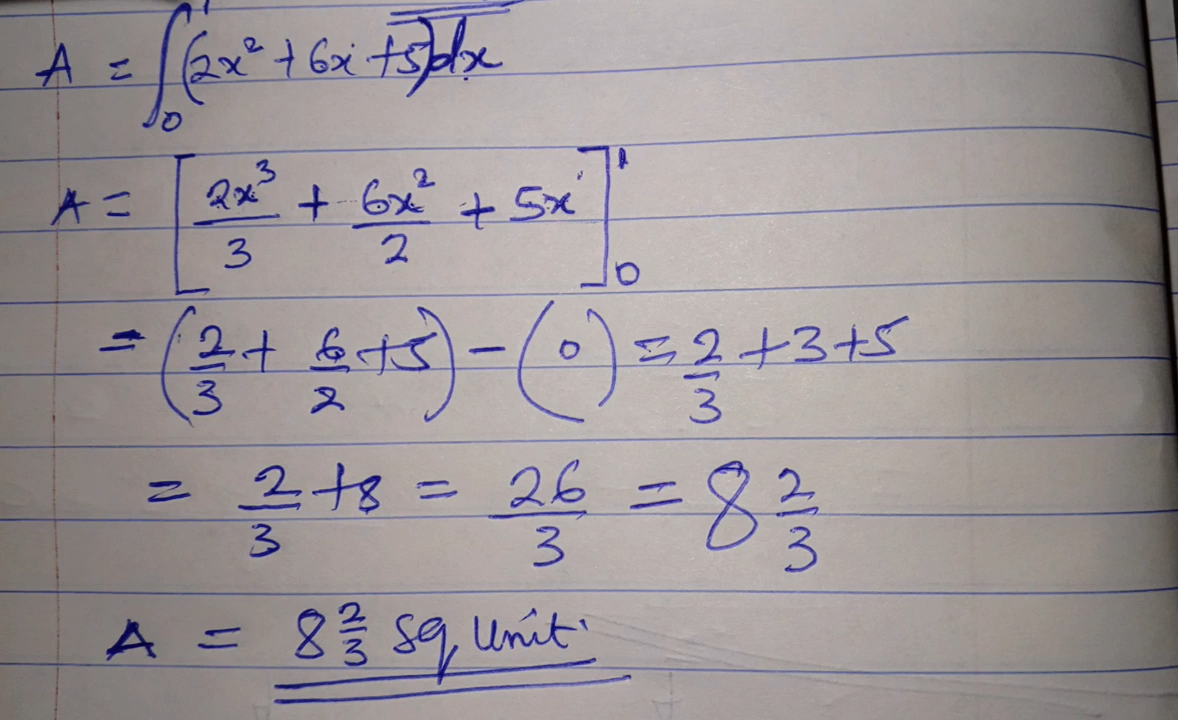 A = ∫₀¹ (2x² + 6x + 5)dx
A = [2x³/3 + 6x²/2 + 5x]₀¹
= (2/3 + 6/2 + 5) - (0) = 2/3 + 3 + 5
= 2/3 + 8 = 26/3 = 8 2/3
A = 8 2/3 sq unit.